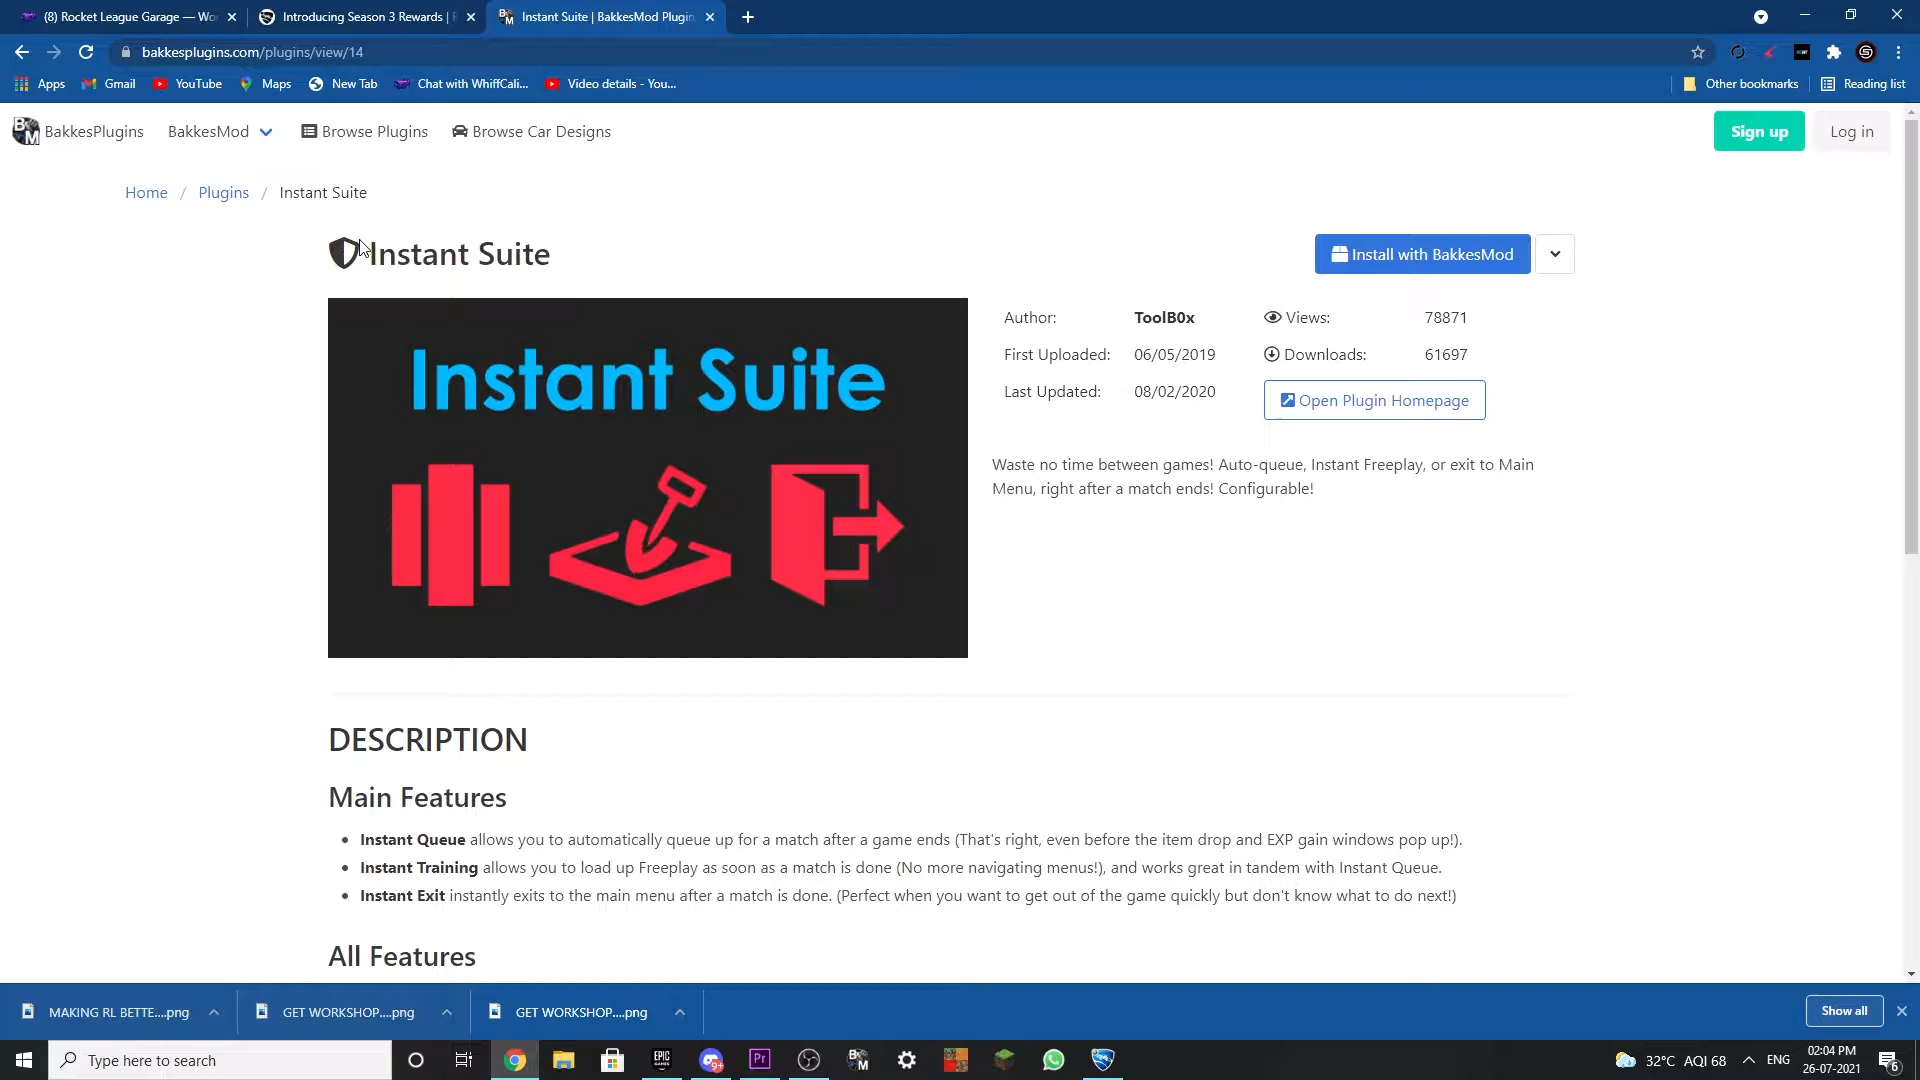 (8) Rocket League Garage — Wo
Introducing Season 3 Rewards |
Instant Suite | BakkesMod Plugin
bakkesplugins.com/plugins/view/14
Apps
Gmail
YouTube
Maps
New Tab
Chat with WhiffCali...
Video details - You...
Other bookmarks
Reading list
BakkesPlugins
BakkesMod
Browse Plugins
Browse Car Designs
Sign up
Log in
Home / Plugins / Instant Suite
Instant Suite
Install with BakkesMod
Instant Suite
Author: ToolB0x
Views: 78871
First Uploaded: 06/05/2019
Downloads: 61697
Last Updated: 08/02/2020
Open Plugin Homepage
Waste no time between games! Auto-queue, Instant Freeplay, or exit to Main
Menu, right after a match ends! Configurable!
DESCRIPTION
Main Features
• Instant Queue allows you to automatically queue up for a match after a game ends (That's right, even before the item drop and EXP gain windows pop up!).
• Instant Training allows you to load up Freeplay as soon as a match is done (No more navigating menus!), and works great in tandem with Instant Queue.
• Instant Exit instantly exits to the main menu after a match is done. (Perfect when you want to get out of the game quickly but don't know what to do next!)
All Features
MAKING RL BETTE....png
GET WORKSHOP....png
GET WORKSHOP....png
Show all
Type here to search
EPIC
GAMES
9+
Pr
BM
32°C AQI 68
ENG
02:04 PM
26-07-2021
6